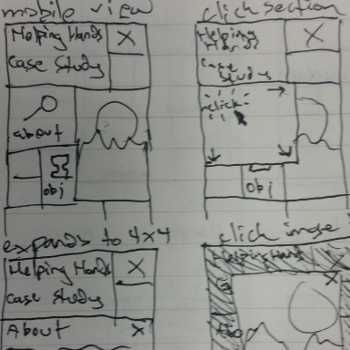 mobile view
Helping Hands
X
Case Study
about
obj
click section
Helping Hands
X
Case Study
click
obj
expands to 4x4
Helping Hands
X
Case Study
About
X
click image
Helping Hands
X